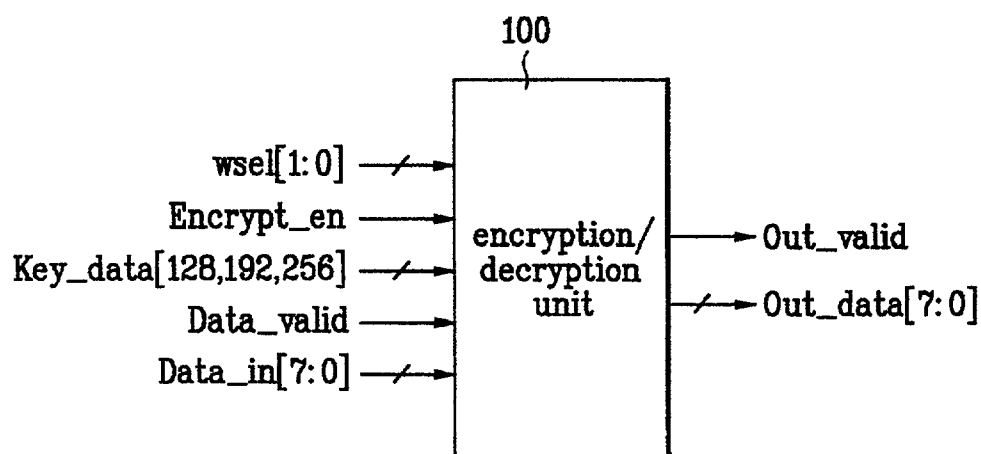 100
wsel[1:0]
Encrypt_en
Key_data[128,192,256]
Data_valid
Data_in[7:0]
encryption/
decryption
unit
Out_valid
Out_data[7:0]